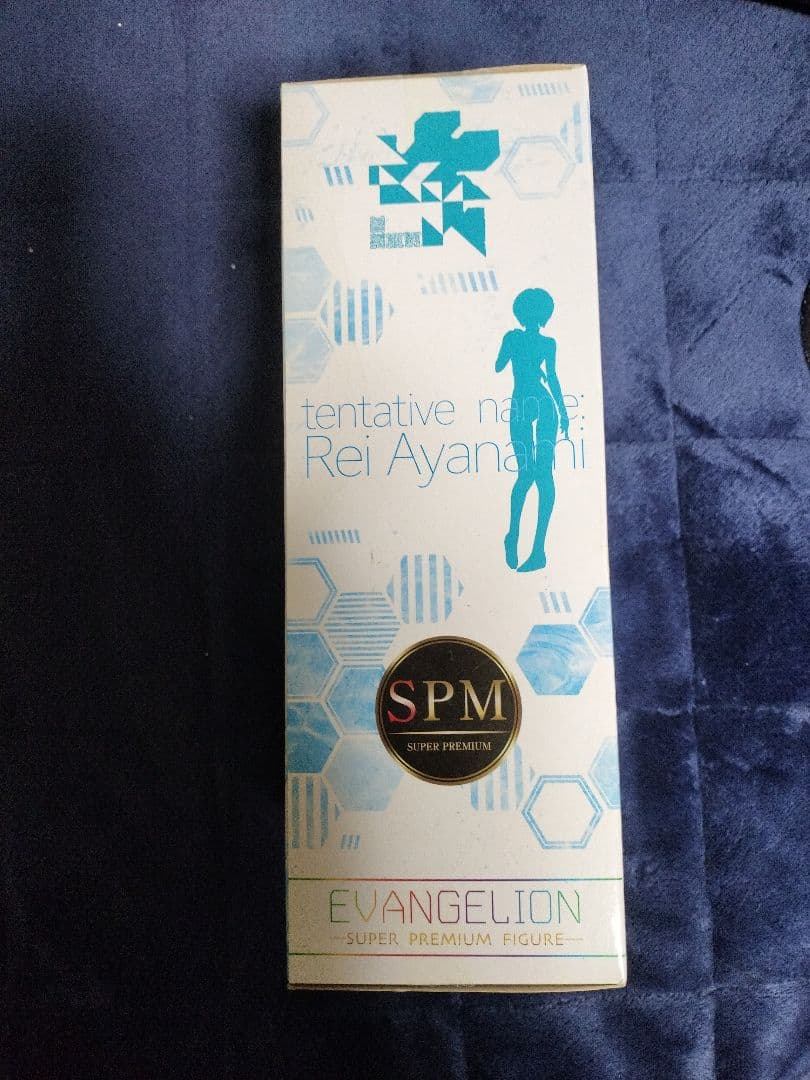 tentative name:
Rei Ayanami
SPM
SUPER PREMIUM
EVANGELION
—SUPER PREMIUM FIGURE—